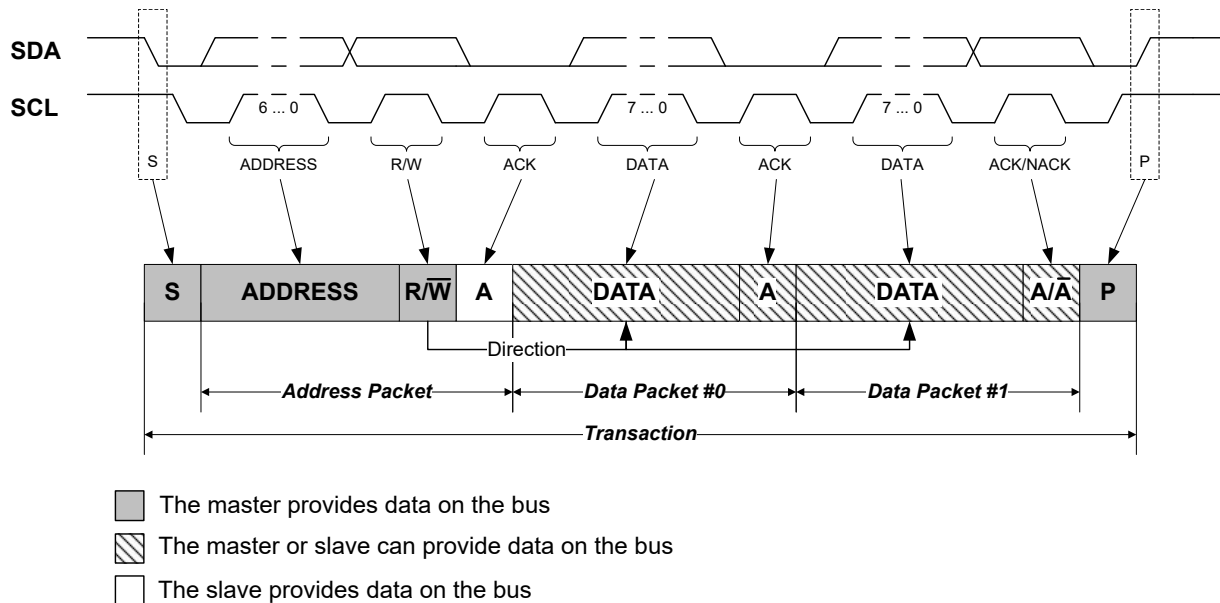 SDA
SCL
6 ... 0
7 ... 0
7 ... 0
S
ADDRESS
R/W
ACK
DATA
ACK
DATA
ACK/NACK
P
S ADDRESS R/W̅ A DATA A DATA A/A̅ P
Direction
Address Packet Data Packet #0 Data Packet #1
Transaction
The master provides data on the bus
The master or slave can provide data on the bus
The slave provides data on the bus